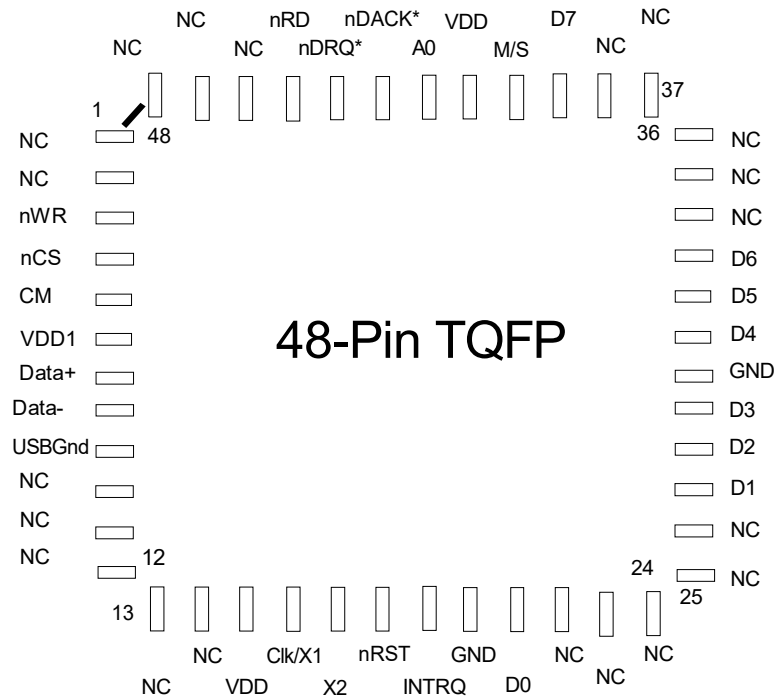 NC nRD nDACK* VDD D7 NC
NC NC nDRQ* A0 M/S NC
1 48 37 36
NC NC
NC NC
nWR NC
nCS D6
CM D5
VDD1 D4
48-Pin TQFP
Data+ GND
Data- D3
USBGnd D2
NC D1
NC NC
NC 12 24 NC
13 25
NC Clk/X1 nRST GND NC NC
NC VDD X2 INTRQ D0 NC